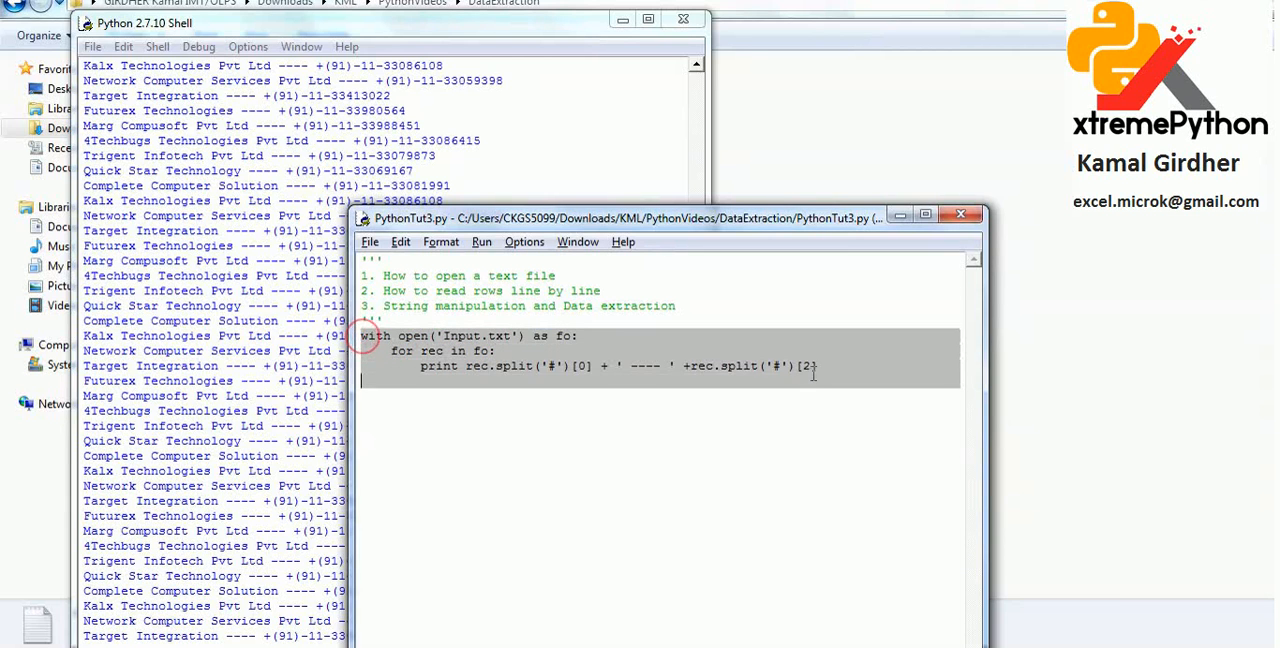 GIRDHER Kamal IMT/OLPS
Downloads
KML
PythonVideos
DataExtraction
Python 2.7.10 Shell
File Edit Shell Debug Options Window Help
Organize
Favorit
Desk
Libra
Dow
Rece
Docu
Librari
Docu
Mus
My P
Pictu
Vide
Comp
Syste
Netwo
Kalx Technologies Pvt Ltd ---- +(91)-11-33086108
Network Computer Services Pvt Ltd ---- +(91)-11-33059398
Target Integration ---- +(91)-11-33413022
Futurex Technologies ---- +(91)-11-33980564
Marg Compusoft Pvt Ltd ---- +(91)-11-33988451
4Techbugs Technologies Pvt Ltd ---- +(91)-11-33086415
Trigent Infotech Pvt Ltd ---- +(91)-11-33079873
Quick Star Technology ---- +(91)-11-33069167
Complete Computer Solution ---- +(91)-11-33081991
Kalx Technologies Pvt Ltd ---- +(91)-11-33086108
Network Computer Services Pvt L
Target Integration ---- +(91)-11-33
Futurex Technologies ---- +(91)-11
Marg Compusoft Pvt Ltd ---- +(91)-
4Techbugs Technologies Pvt Ltd ----
Trigent Infotech Pvt Ltd ---- +(91
Quick Star Technology ---- +(91)-11
Complete Computer Solution ---- +(9
Kalx Technologies Pvt Ltd ---- +(91
Network Computer Services Pvt Ltd -
Target Integration ---- +(91)-11-33
Futurex Technologies ---- +(91)-11
Marg Compusoft Pvt Ltd ---- +(91)-
4Techbugs Technologies Pvt Ltd ----
Trigent Infotech Pvt Ltd ---- +(91
Quick Star Technology ---- +(91)-11
Complete Computer Solution ---- +(9
Kalx Technologies Pvt Ltd ---- +(91
Network Computer Services Pvt Ltd -
Target Integration ---- +(91)-11-33
Futurex Technologies ---- +(91)-11
Marg Compusoft Pvt Ltd ---- +(91)-
4Techbugs Technologies Pvt Ltd ----
Trigent Infotech Pvt Ltd ---- +(91
Quick Star Technology ---- +(91)-11
Complete Computer Solution ---- +(9
Kalx Technologies Pvt Ltd ---- +(91
Network Computer Services Pvt Ltd -
Target Integration ---- +(91)-11-33
PythonTut3.py - C:/Users/CKGS5099/Downloads/KML/PythonVideos/DataExtraction/PythonTut3.py (...
File Edit Format Run Options Window Help
'''
1. How to open a text file
2. How to read rows line by line
3. String manipulation and Data extraction
'''
with open('Input.txt') as fo:
for rec in fo:
print rec.split('#')[0] + ' ---- ' +rec.split('#')[2]
xtremePython
Kamal Girdher
excel.microk@gmail.com